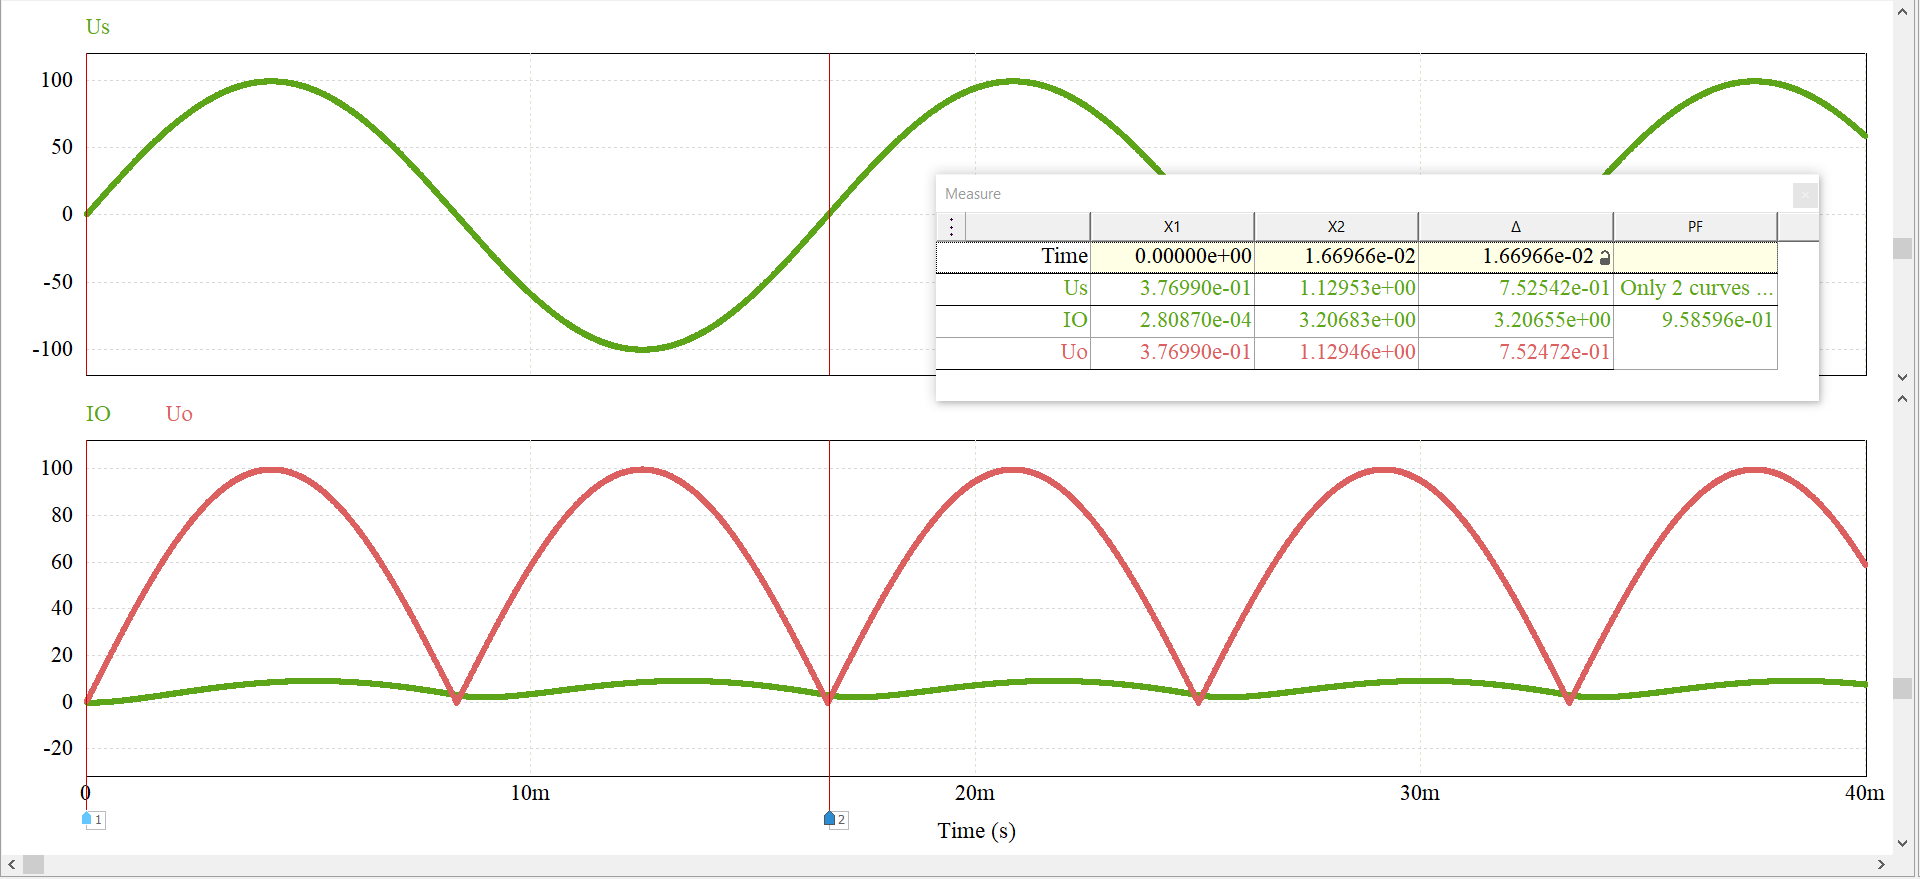 Us
100
50
0
-50
-100
Measure
X1 X2 Δ PF
Time 0.00000e+00 1.66966e-02 1.66966e-02
Us 3.76990e-01 1.12953e+00 7.52542e-01 Only 2 curves ...
IO 2.80870e-04 3.20683e+00 3.20655e+00 9.58596e-01
Uo 3.76990e-01 1.12946e+00 7.52472e-01
IO Uo
100
80
60
40
20
0
-20
0 10m 20m 30m 40m
1 2
Time (s)